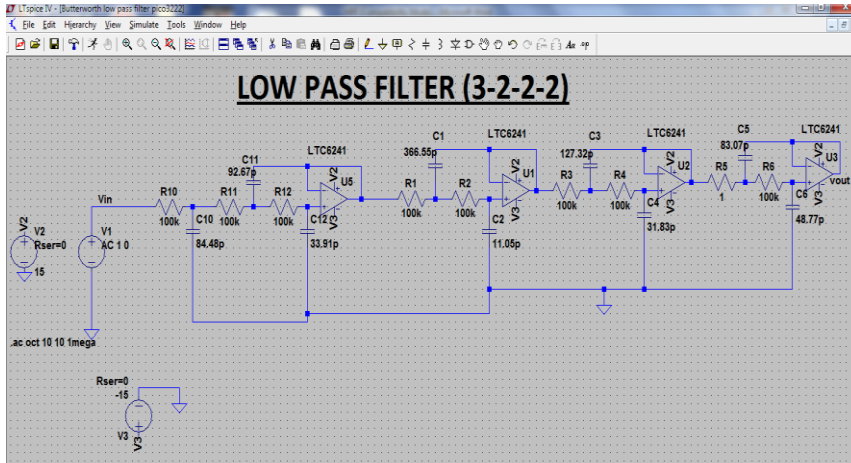 LTspice IV - [Butterworth low pass filter pico3222]
File Edit Hierarchy View Simulate Tools Window Help
LOW PASS FILTER (3-2-2-2)
C11
92.67p
LTC6241
V2
U5
V3
C1
366.55p
LTC6241
V2
U1
V3
C3
127.32p
LTC6241
V2
U2
V3
C5
83.07p
LTC6241
V2
U3
V3
vout
Vin
R10
100k
R11
100k
R12
100k
R1
100k
R2
100k
R3
100k
R4
100k
R5
1
R6
100k
C10
84.48p
C12
33.91p
C2
11.05p
C4
31.83p
C6
48.77p
V2
V2
Rser=0
15
V1
AC 1 0
.ac oct 10 10 1mega
Rser=0
-15
V3
V3